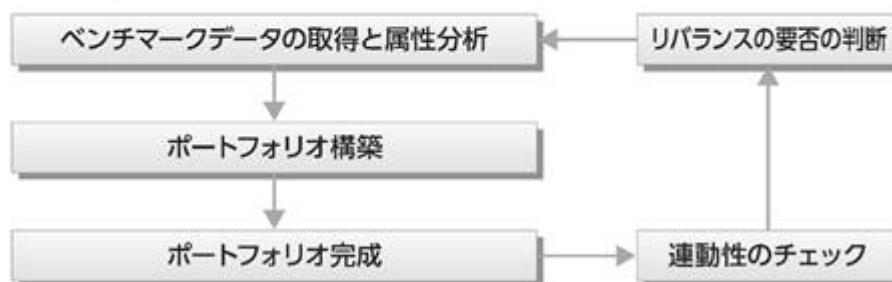 ベンチマークデータの取得と属性分析
リバランスの要否の判断
ポートフォリオ構築
ポートフォリオ完成
連動性のチェック